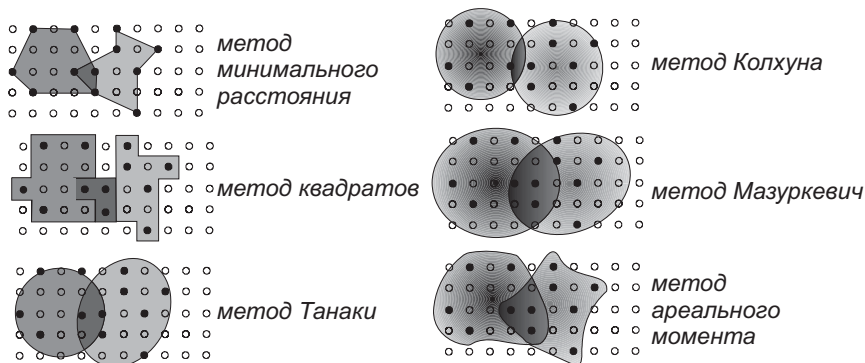 метод
минимального
расстояния
метод квадратов
метод Танаки
метод Колхуна
метод Мазуркевич
метод
ареального
момента